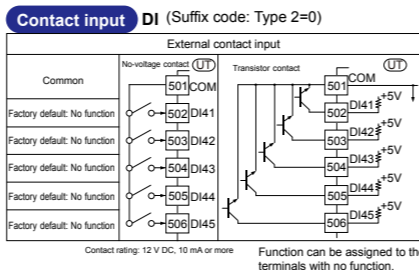 Contact input DI (Suffix code: Type 2=0)
External contact input
No-voltage contact UT Transistor contact UT
Common 501 COM 501 COM
Factory default: No function 502 DI41 502 DI41 +5V
Factory default: No function 503 DI42 503 DI42 +5V
Factory default: No function 504 DI43 504 DI43 +5V
Factory default: No function 505 DI44 505 DI44 +5V
Factory default: No function 506 DI45 506 DI45 +5V
Contact rating: 12 V DC, 10 mA or more
Function can be assigned to the
terminals with no function.